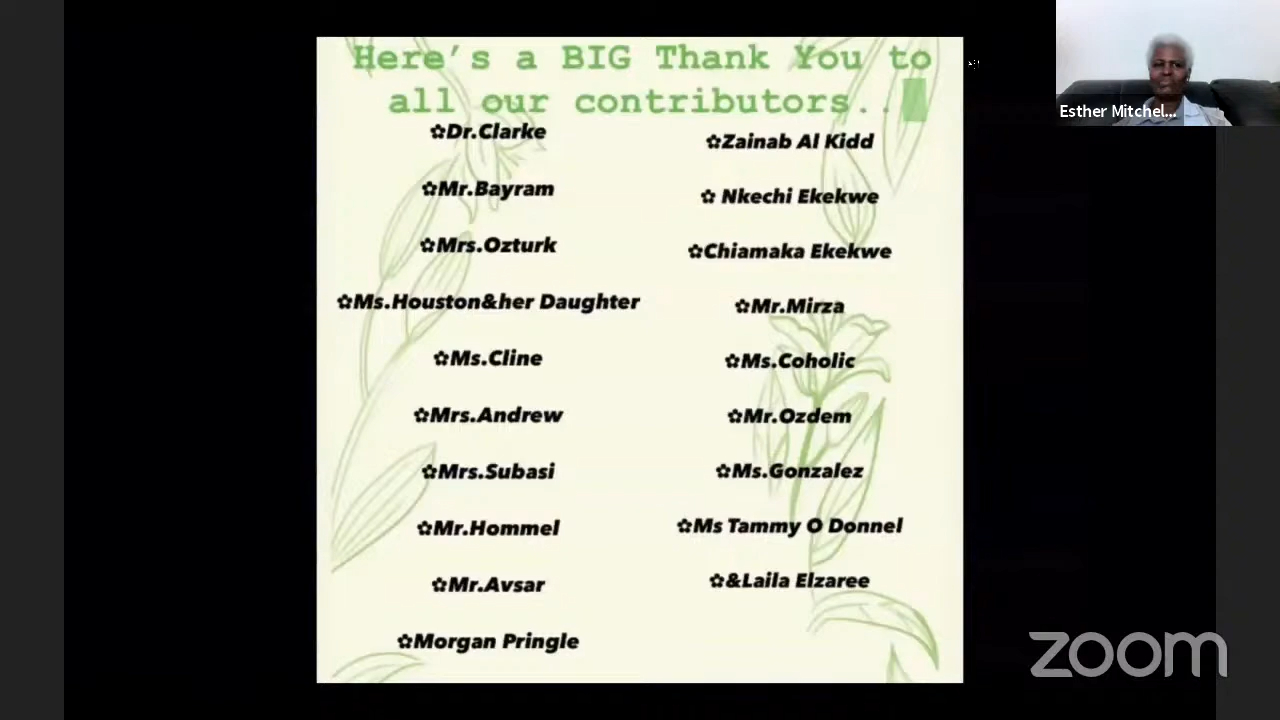 Here's a BIG Thank You to
all our contributors..
✿Dr.Clarke
✿Mr.Bayram
✿Mrs.Ozturk
✿Ms.Houston&her Daughter
✿Ms.Cline
✿Mrs.Andrew
✿Mrs.Subasi
✿Mr.Hommel
✿Mr.Avsar
✿Morgan Pringle
✿Zainab Al Kidd
✿ Nkechi Ekekwe
✿Chiamaka Ekekwe
✿Mr.Mirza
✿Ms.Coholic
✿Mr.Ozdem
✿Ms.Gonzalez
✿Ms Tammy O Donnel
✿&Laila Elzaree
Esther Mitchel...
zoom